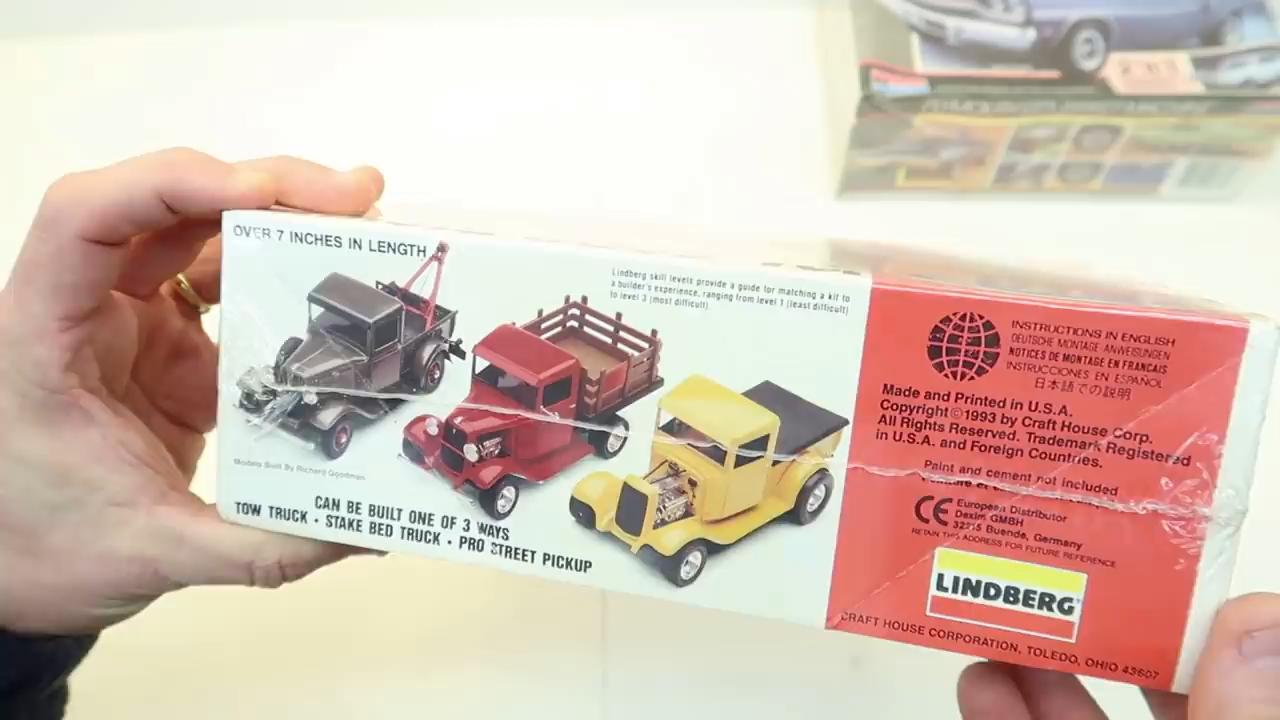 OVER 7 INCHES IN LENGTH
Lindberg skill levels provide a guide for matching a kit to
a builder's experience, ranging from level 1 (least difficult)
to level 3 (most difficult).
Models Built By Richard Goodman
CAN BE BUILT ONE OF 3 WAYS
TOW TRUCK • STAKE BED TRUCK • PRO STREET PICKUP
INSTRUCTIONS IN ENGLISH
DEUTSCHE MONTAGE-ANWEISUNGEN
NOTICES DE MONTAGE EN FRANCAIS
INSTRUCCIONES EN ESPAÑOL
日本語での説明
Made and Printed in U.S.A.
Copyright©1993 by Craft House Corp.
All Rights Reserved. Trademark Registered
in U.S.A. and Foreign Countries.
Paint and cement not included
CE
European Distributor
Dexim GMBH
Buende, Germany
RETAIN THIS ADDRESS FOR FUTURE REFERENCE
LINDBERG®
CRAFT HOUSE CORPORATION, TOLEDO, OHIO 43607